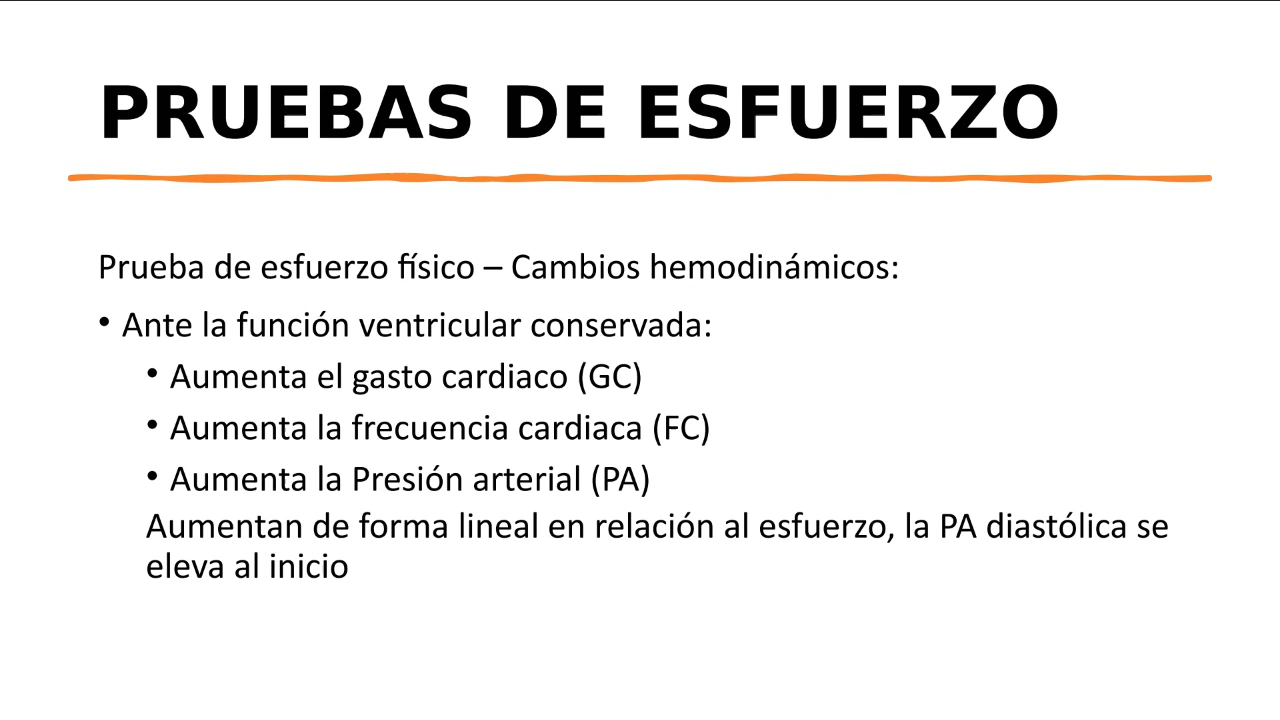 PRUEBAS DE ESFUERZO
Prueba de esfuerzo físico – Cambios hemodinámicos:
• Ante la función ventricular conservada:
• Aumenta el gasto cardiaco (GC)
• Aumenta la frecuencia cardiaca (FC)
• Aumenta la Presión arterial (PA)
Aumentan de forma lineal en relación al esfuerzo, la PA diastólica se
eleva al inicio